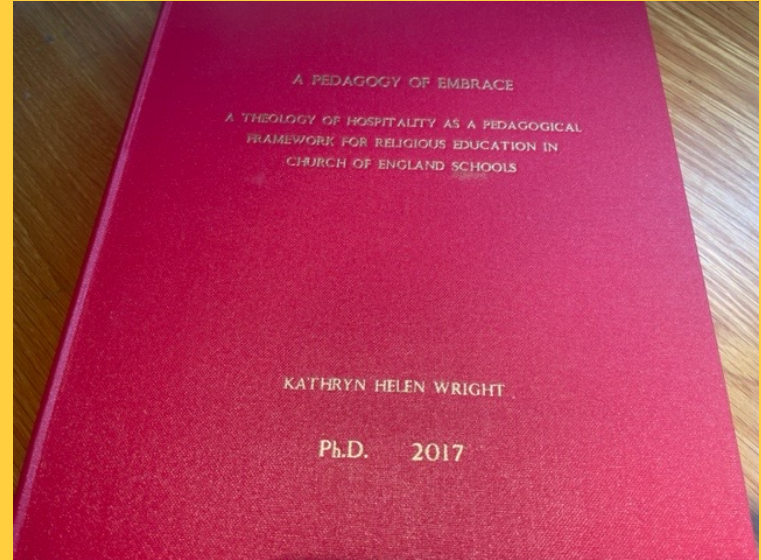 A PEDAGOGY OF EMBRACE
A THEOLOGY OF HOSPITALITY AS A PEDAGOGICAL
FRAMEWORK FOR RELIGIOUS EDUCATION IN
CHURCH OF ENGLAND SCHOOLS
KATHRYN HELEN WRIGHT
Ph.D. 2017